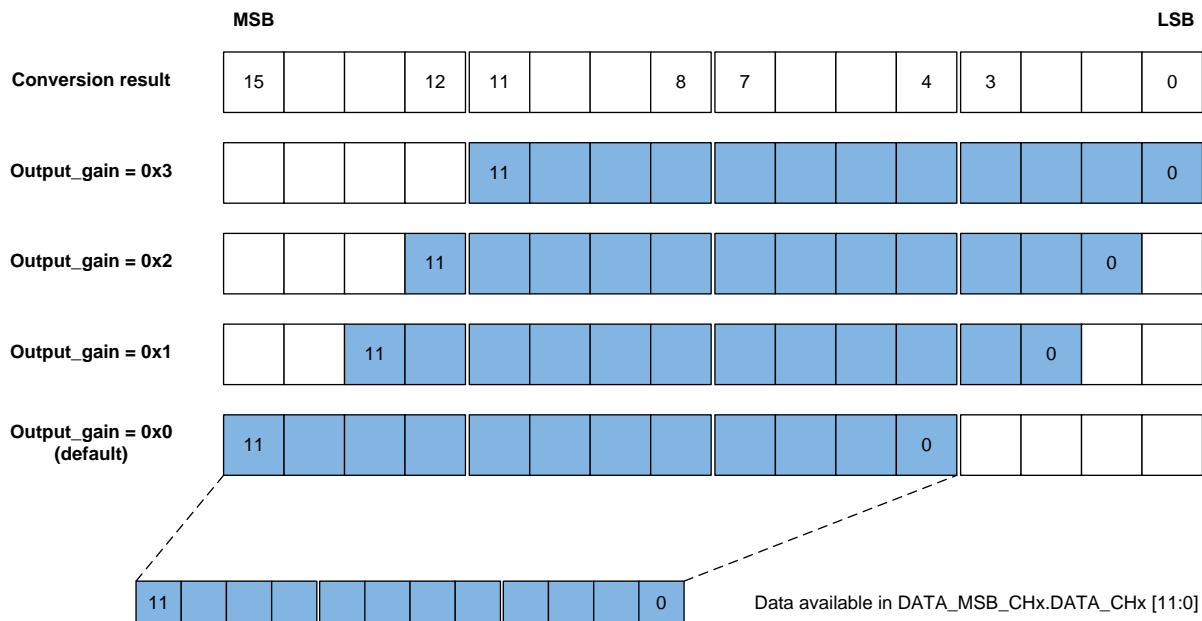 MSB LSB
Conversion result 15 12 11 8 7 4 3 0
Output_gain = 0x3 11 0
Output_gain = 0x2 11 0
Output_gain = 0x1 11 0
Output_gain = 0x0
(default) 11 0
11 0 Data available in DATA_MSB_CHx.DATA_CHx [11:0]